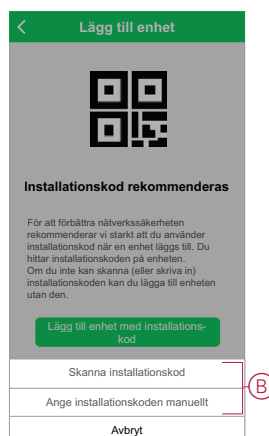 Lägg till enhet
Installationskod rekommenderas
För att förbättra nätverkssäkerheten
rekommenderar vi starkt att du använder
installationskod när en enhet läggs till. Du
hittar installationskoden på enheten.
Om du inte kan skanna (eller skriva in)
installationskoden kan du lägga till enheten
utan den.
Lägg till enhet med installations-
kod
Skanna installationskod
B
Ange installationskoden manuellt
Avbryt